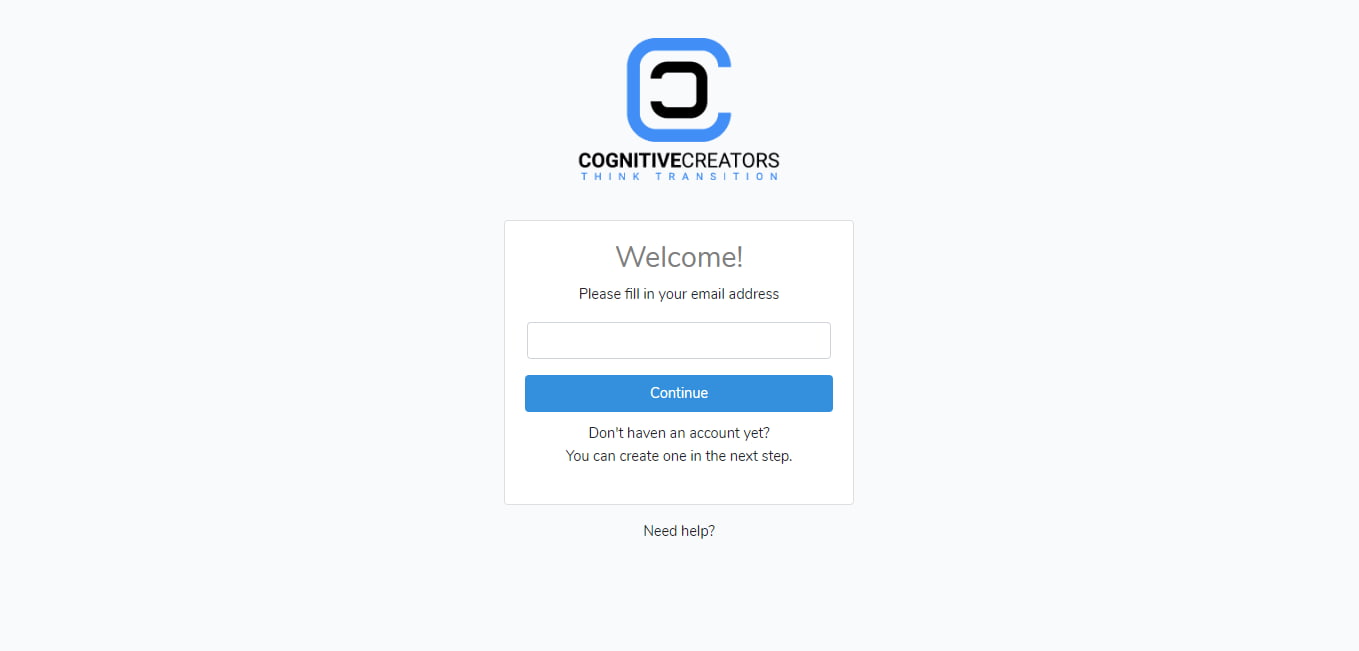 COGNITIVECREATORS
THINK TRANSITION
Welcome!
Please fill in your email address
Continue
Don't haven an account yet?
You can create one in the next step.
Need help?